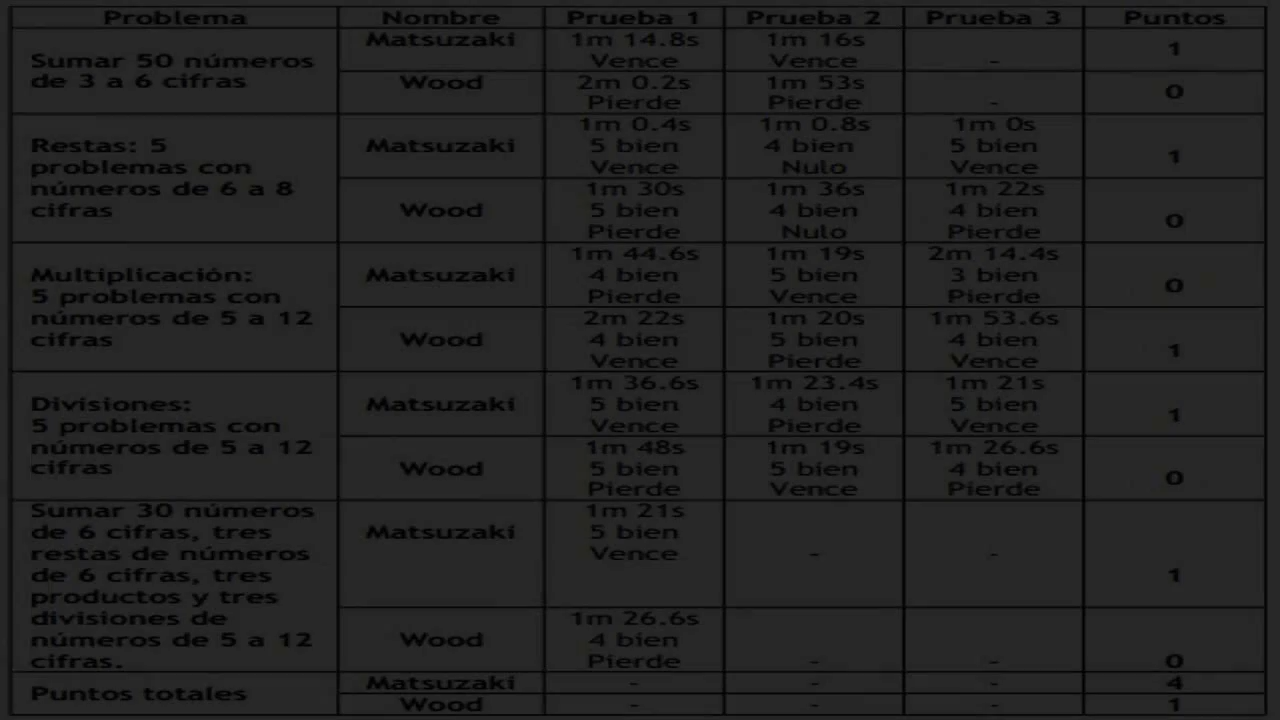 Problema Nombre Prueba 1 Prueba 2 Prueba 3 Puntos
Sumar 50 números
de 3 a 6 cifras
Matsuzaki
1m 14.8s
Vence
1m 16s
Vence
-
1
Wood
2m 0.2s
Pierde
1m 53s
Pierde
-
0
Restas: 5
problemas con
números de 6 a 8
cifras
Matsuzaki
1m 0.4s
5 bien
Vence
1m 0.8s
4 bien
Nulo
1m 0s
5 bien
Vence
1
Wood
1m 30s
5 bien
Pierde
1m 36s
4 bien
Nulo
1m 22s
4 bien
Pierde
0
Multiplicación:
5 problemas con
números de 5 a 12
cifras
Matsuzaki
1m 44.6s
4 bien
Pierde
1m 19s
5 bien
Vence
2m 14.4s
3 bien
Pierde
0
Wood
2m 22s
4 bien
Vence
1m 20s
5 bien
Pierde
1m 53.6s
4 bien
Vence
1
Divisiones:
5 problemas con
números de 5 a 12
cifras
Matsuzaki
1m 36.6s
5 bien
Vence
1m 23.4s
4 bien
Pierde
1m 21s
5 bien
Vence
1
Wood
1m 48s
5 bien
Pierde
1m 19s
5 bien
Vence
1m 26.6s
4 bien
Pierde
0
Sumar 30 números
de 6 cifras, tres
restas de números
de 6 cifras, tres
productos y tres
divisiones de
números de 5 a 12
cifras.
Matsuzaki
1m 21s
5 bien
Vence
-
-
1
Wood
1m 26.6s
4 bien
Pierde
-
-
0
Puntos totales
Matsuzaki - - - 4
Wood - - - 1